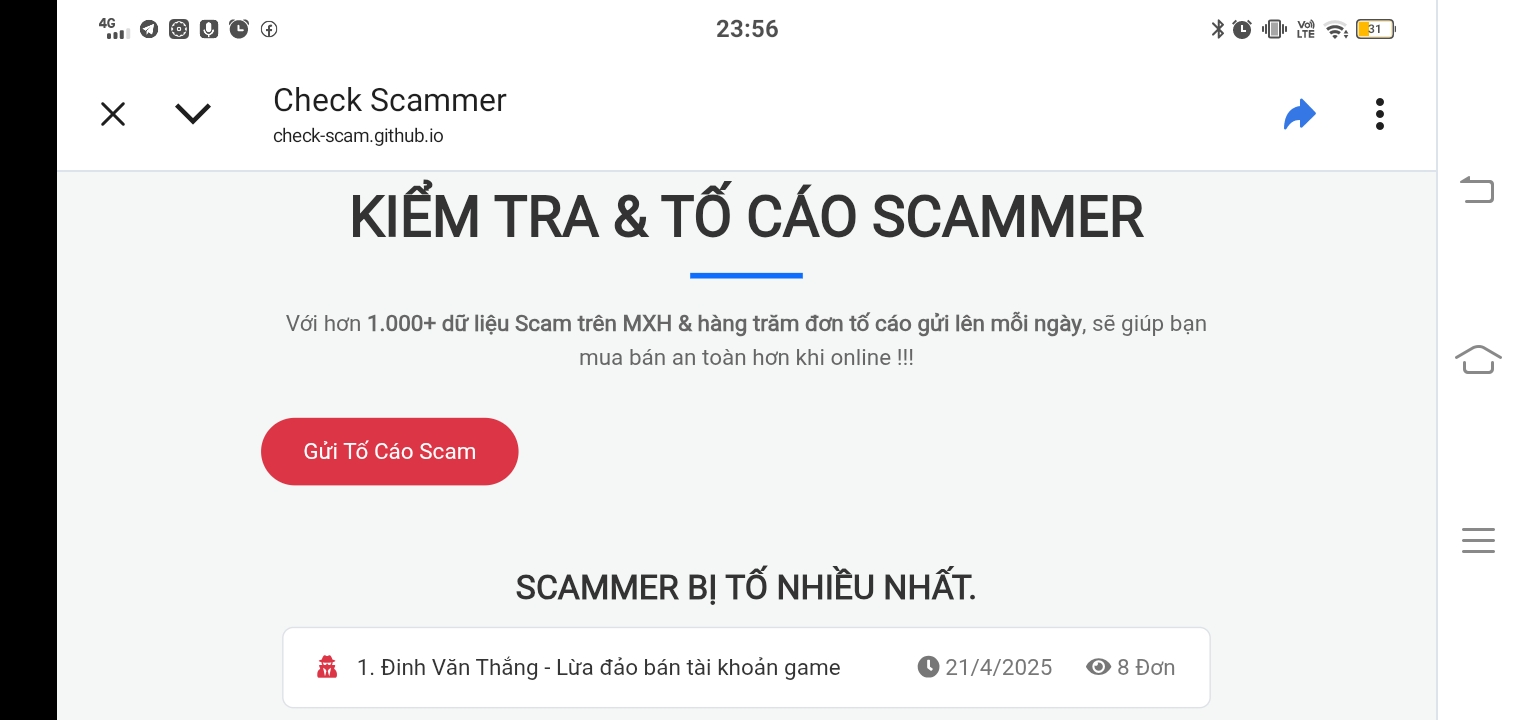 4G
23:56
Vo)) LTE
31
Check Scammer
check-scam.github.io
KIỂM TRA & TỐ CÁO SCAMMER
Với hơn 1.000+ dữ liệu Scam trên MXH & hàng trăm đơn tố cáo gửi lên mỗi ngày, sẽ giúp bạn
mua bán an toàn hơn khi online !!!
Gửi Tố Cáo Scam
SCAMMER BỊ TỐ NHIỀU NHẤT.
1. Đinh Văn Thắng - Lừa đảo bán tài khoản game 21/4/2025 8 Đơn